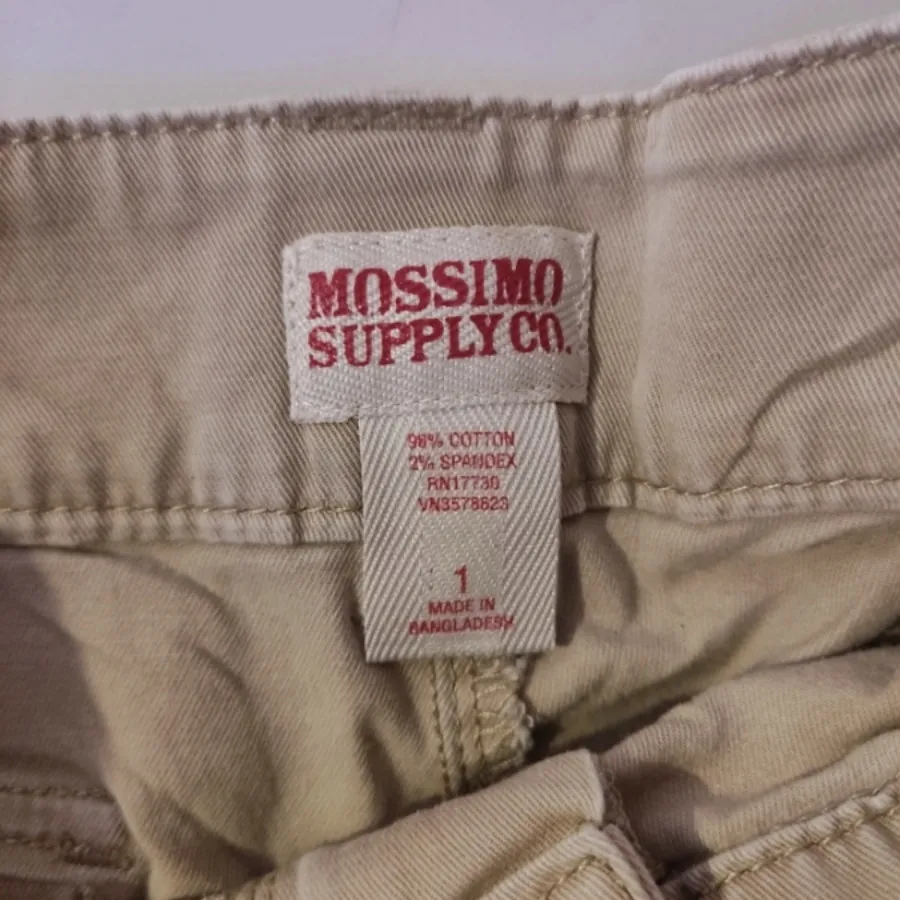 MOSSIMO
SUPPLY CO.
98% COTTON
2% SPANDEX
RN17730
VN3578623
1
MADE IN
BANGLADESH